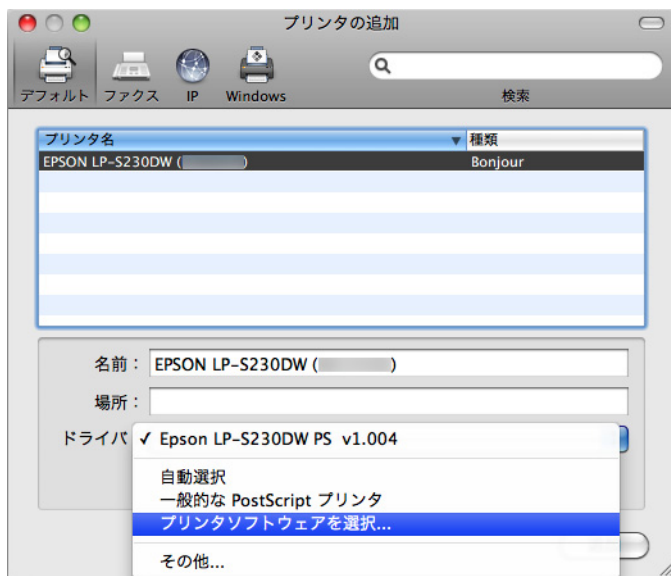 プリンタの追加
デフォルト ファクス IP Windows 検索
プリンタ名 種類
EPSON LP-S230DW ( ) Bonjour
名前： EPSON LP-S230DW ( )
場所：
ドライバ ✓ Epson LP-S230DW PS v1.004
自動選択
一般的な PostScript プリンタ
プリンタソフトウェアを選択...
その他...